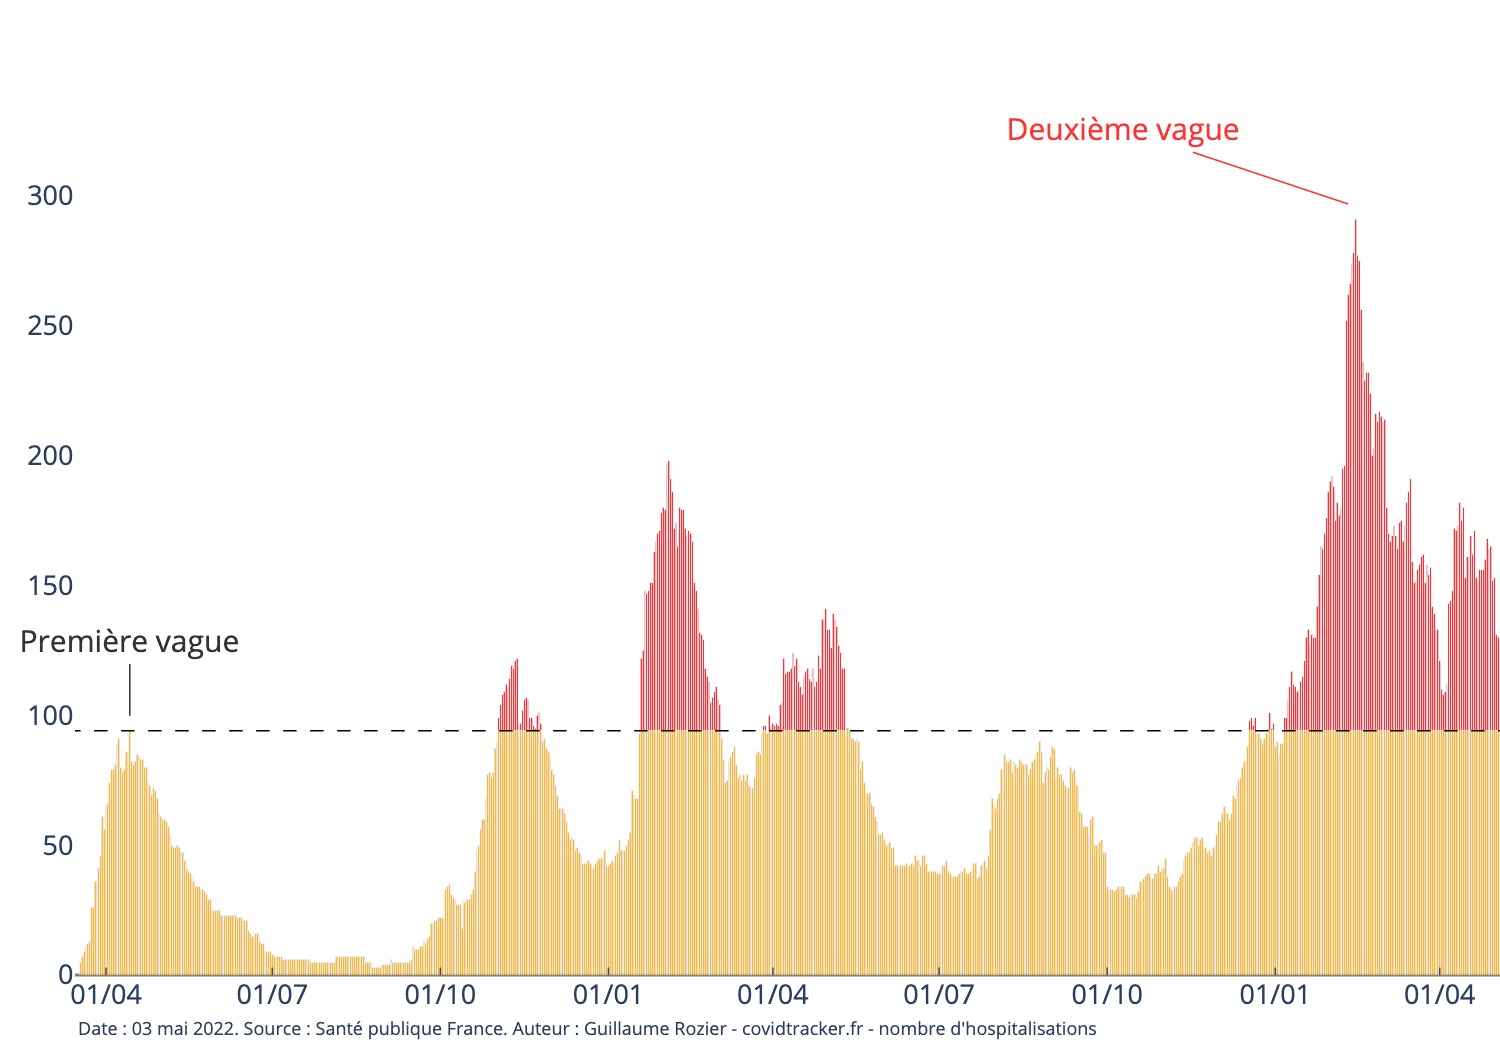 Deuxième vague
300
250
200
150
Première vague
100
50
0
01/04 01/07 01/10 01/01 01/04 01/07 01/10 01/01 01/04
Date : 03 mai 2022. Source : Santé publique France. Auteur : Guillaume Rozier - covidtracker.fr - nombre d'hospitalisations